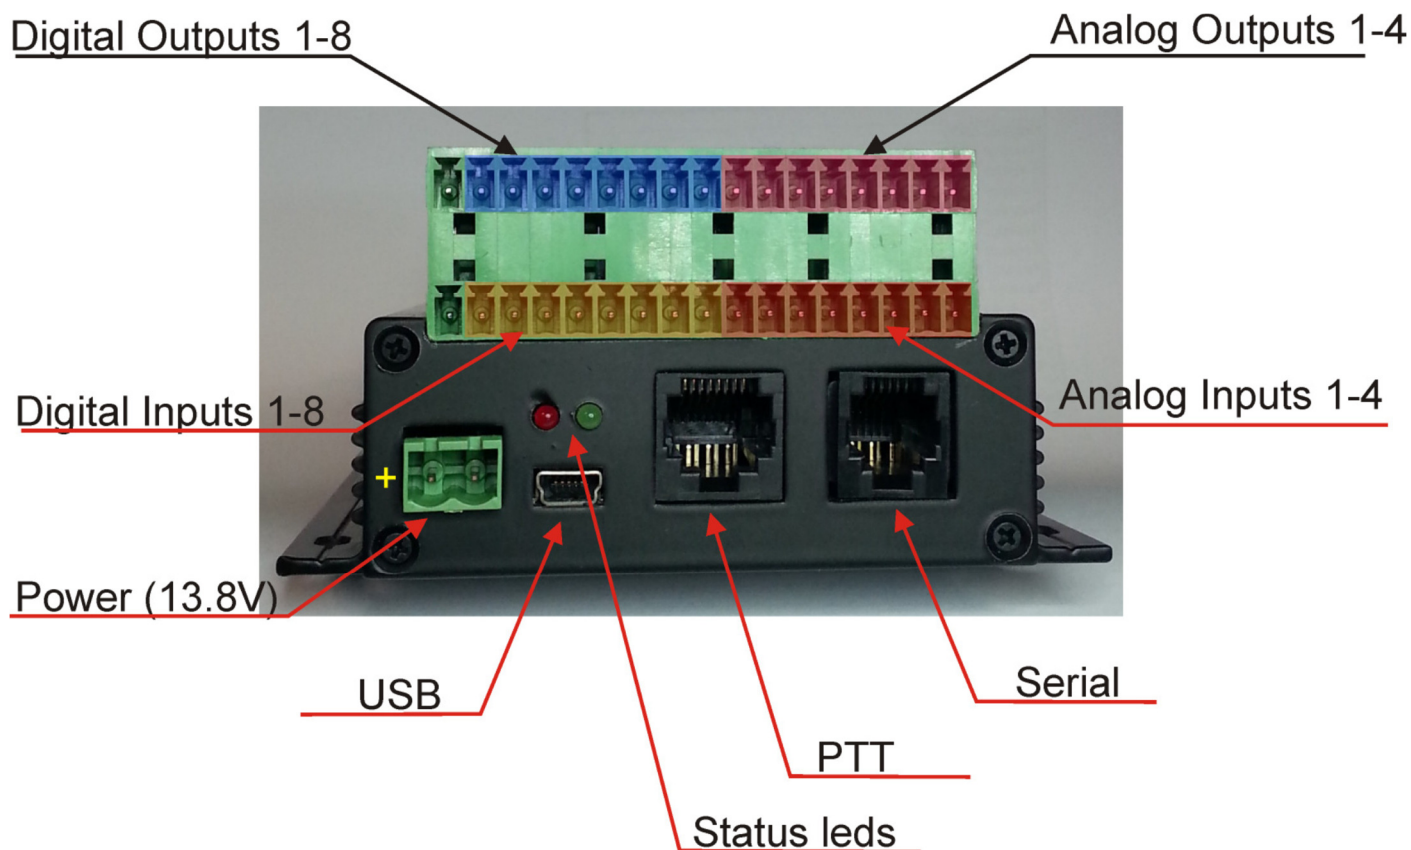 Digital Outputs 1-8
Analog Outputs 1-4
Digital Inputs 1-8
Analog Inputs 1-4
+
Power (13.8V)
USB
Serial
PTT
Status leds